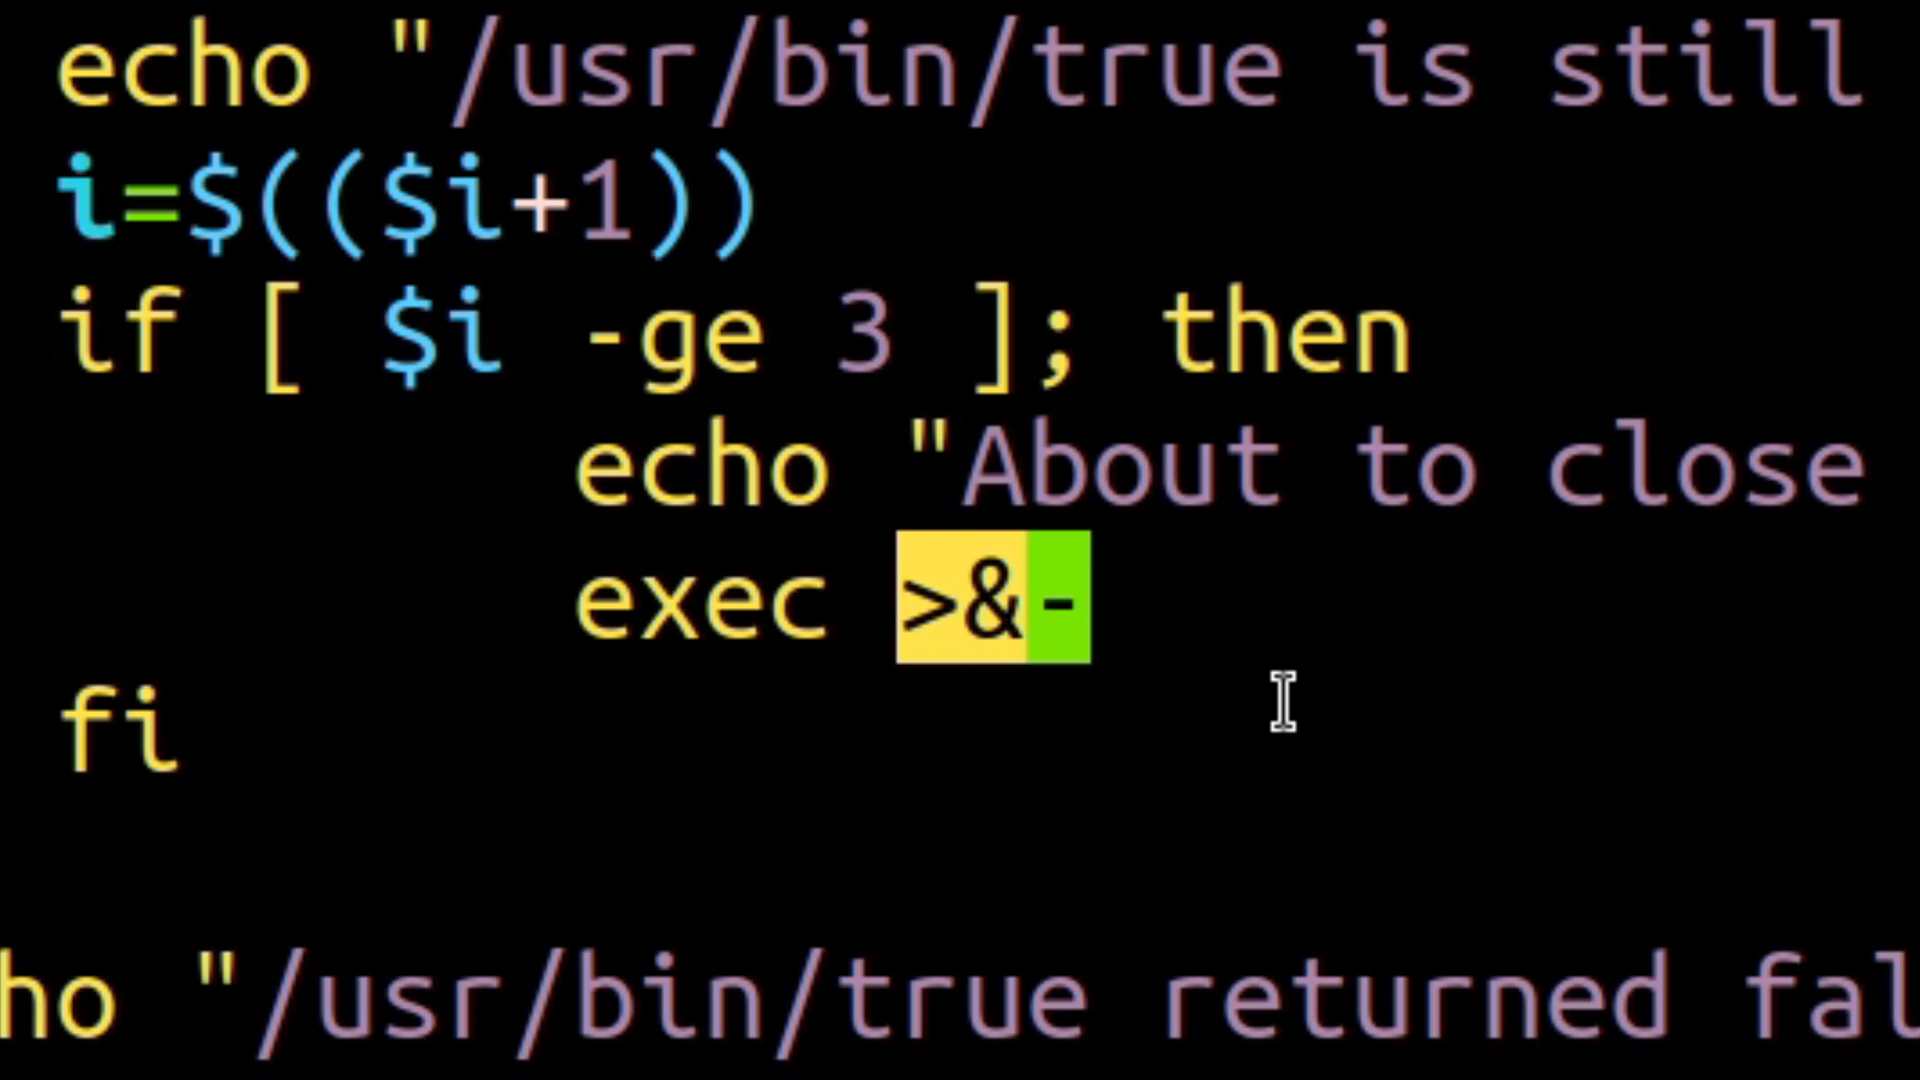 echo "/usr/bin/true is still
i=$(($i+1))
if [ $i -ge 3 ]; then
echo "About to close
exec >&-
fi
ho "/usr/bin/true returned fal